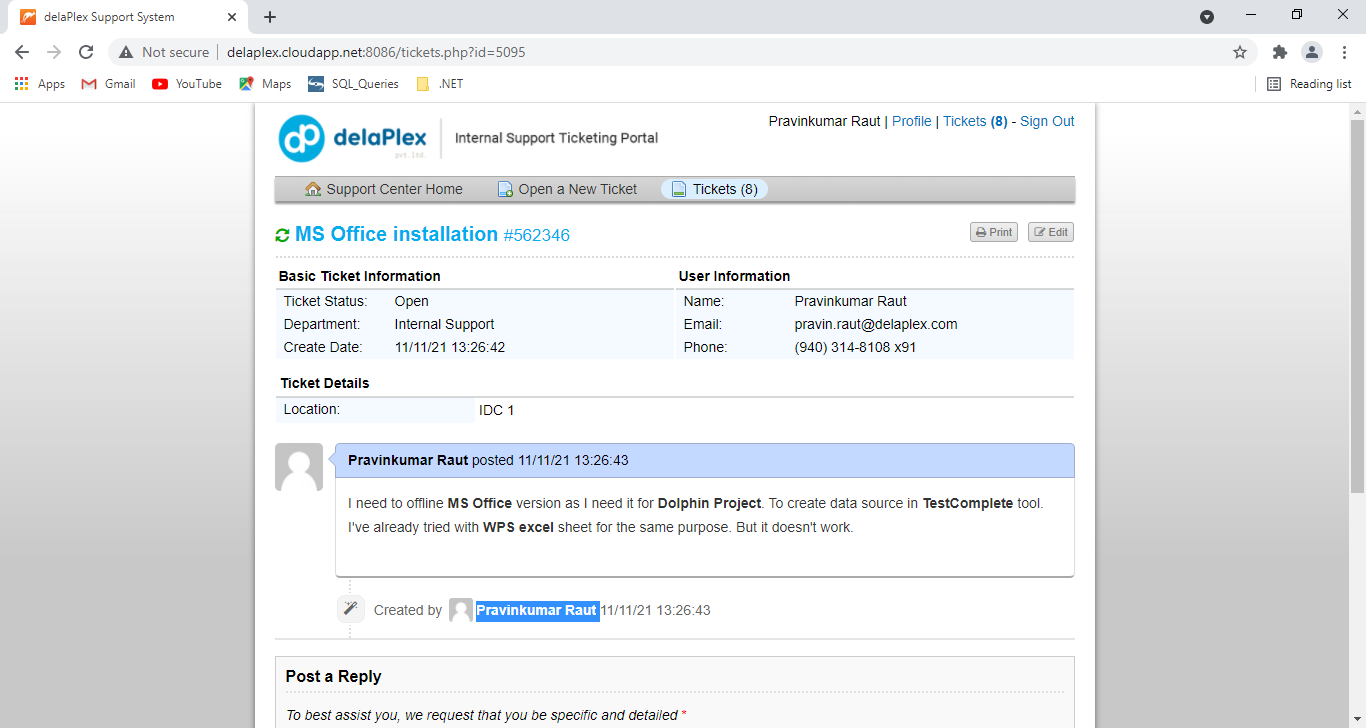 delaPlex Support System
Not secure
delaplex.cloudapp.net:8086/tickets.php?id=5095
Apps Gmail YouTube Maps SQL_Queries .NET Reading list
delaPlex
pvt.ltd.
Internal Support Ticketing Portal
Pravinkumar Raut | Profile | Tickets (8) - Sign Out
Support Center Home Open a New Ticket Tickets (8)
MS Office installation #562346
Print Edit
Basic Ticket Information
Ticket Status: Open
Department: Internal Support
Create Date: 11/11/21 13:26:42
User Information
Name: Pravinkumar Raut
Email: pravin.raut@delaplex.com
Phone: (940) 314-8108 x91
Ticket Details
Location: IDC 1
Pravinkumar Raut posted 11/11/21 13:26:43
I need to offline MS Office version as I need it for Dolphin Project. To create data source in TestComplete tool.
I've already tried with WPS excel sheet for the same purpose. But it doesn't work.
Created by Pravinkumar Raut 11/11/21 13:26:43
Post a Reply
To best assist you, we request that you be specific and detailed *